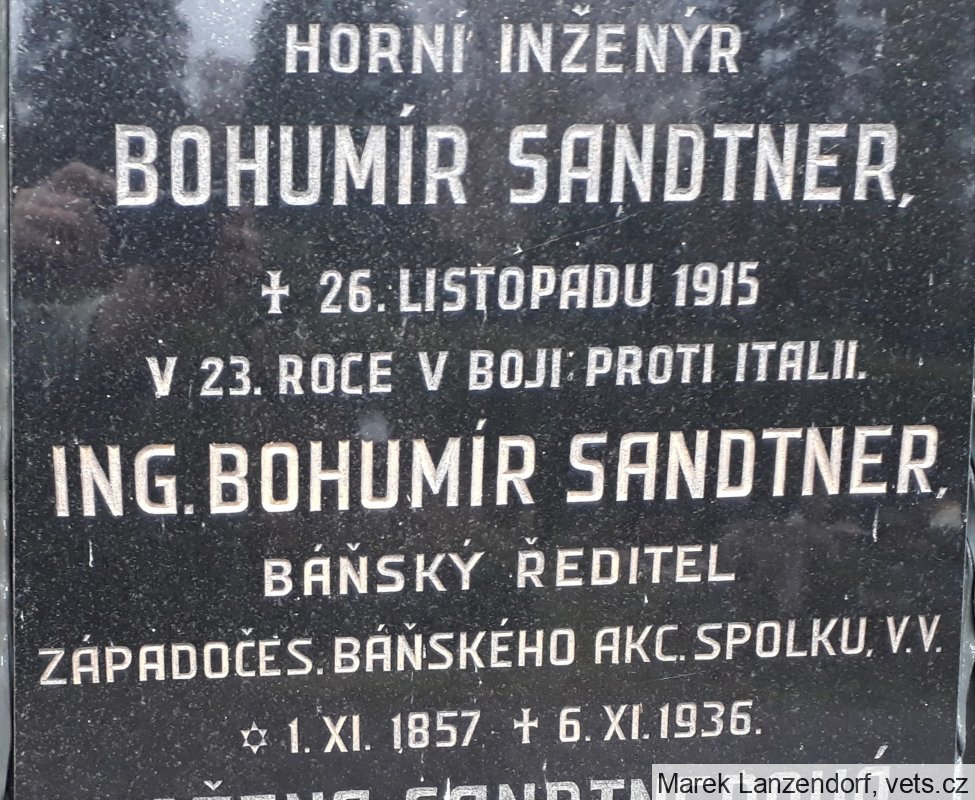 HORNÍ INŽENÝR
BOHUMÍR SANDTNER,
✝ 26. LISTOPADU 1915
V 23. ROCE V BOJI PROTI ITALII.
ING. BOHUMÍR SANDTNER,
BÁŇSKÝ ŘEDITEL
ZÁPADOČES. BÁŇSKÉHO AKC. SPOLKU, V.V.
✡ 1. XI. 1857 ✝ 6. XI. 1936.
Marek Lanzendorf, vets.cz